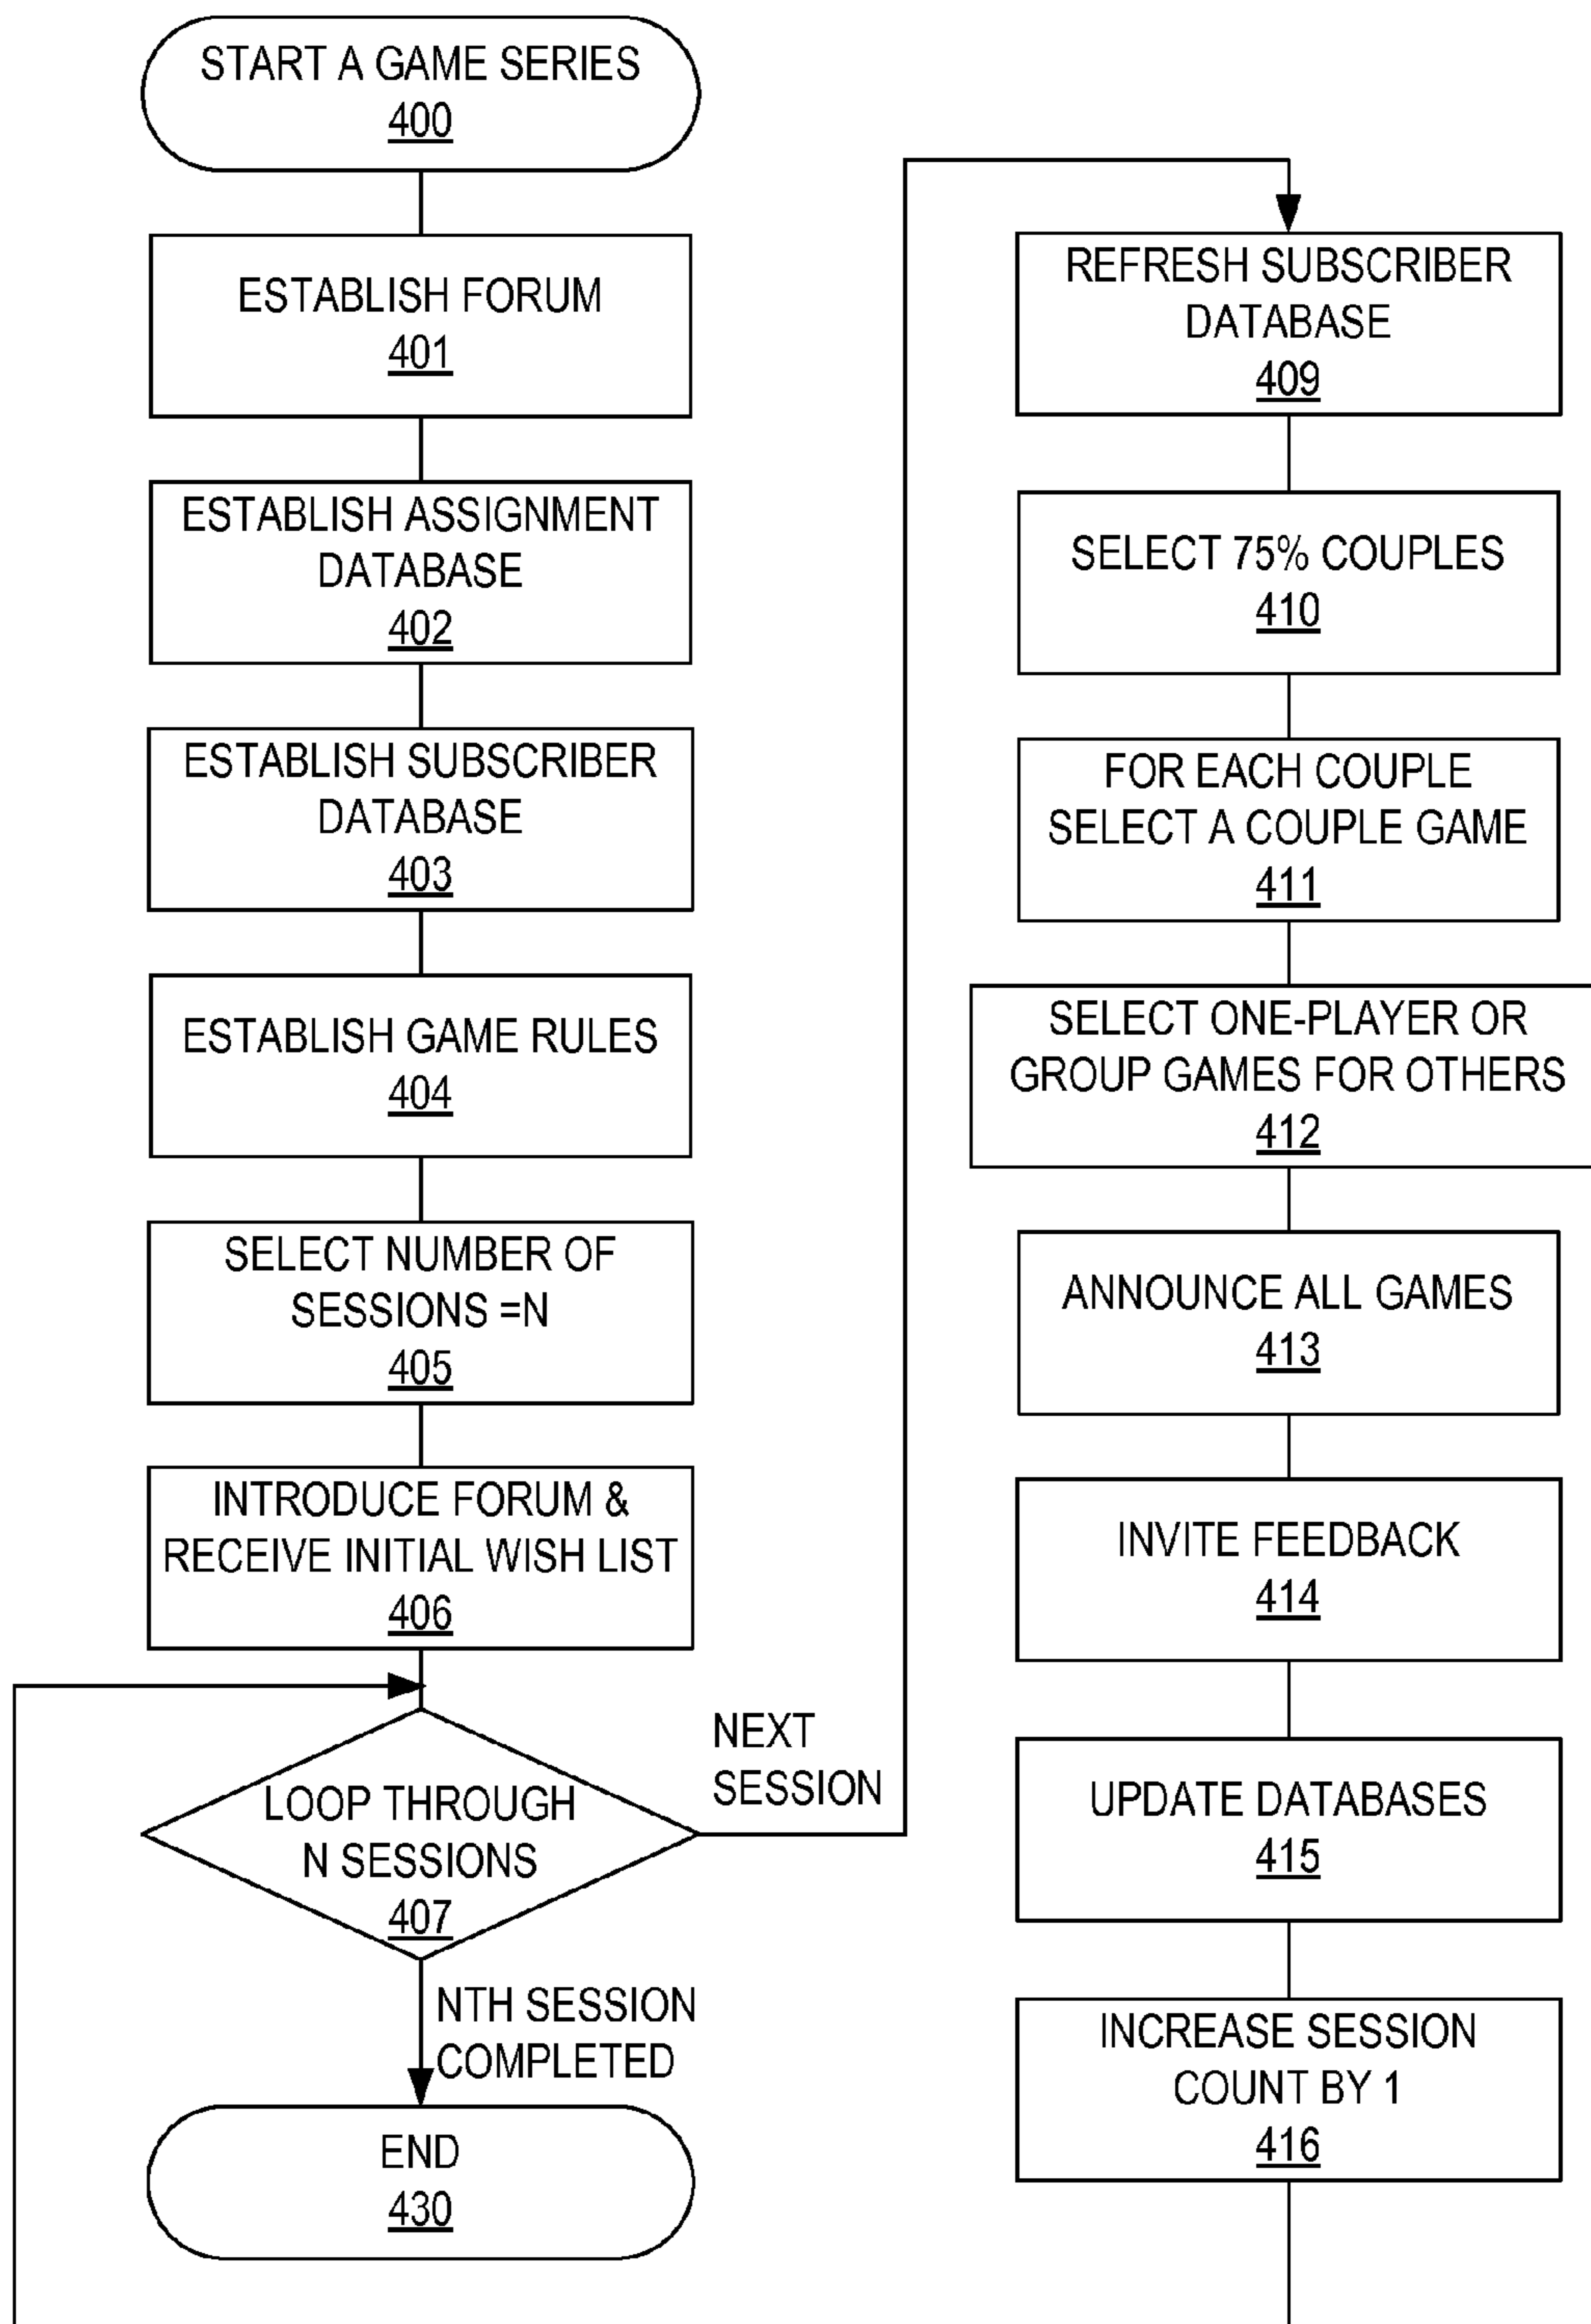 START A GAME SERIES
400
ESTABLISH FORUM
401
ESTABLISH ASSIGNMENT
DATABASE
402
ESTABLISH SUBSCRIBER
DATABASE
403
ESTABLISH GAME RULES
404
SELECT NUMBER OF
SESSIONS =N
405
INTRODUCE FORUM &
RECEIVE INITIAL WISH LIST
406
LOOP THROUGH
N SESSIONS
407
NEXT
SESSION
NTH SESSION
COMPLETED
END
430
REFRESH SUBSCRIBER
DATABASE
409
SELECT 75% COUPLES
410
FOR EACH COUPLE
SELECT A COUPLE GAME
411
SELECT ONE-PLAYER OR
GROUP GAMES FOR OTHERS
412
ANNOUNCE ALL GAMES
413
INVITE FEEDBACK
414
UPDATE DATABASES
415
INCREASE SESSION
COUNT BY 1
416